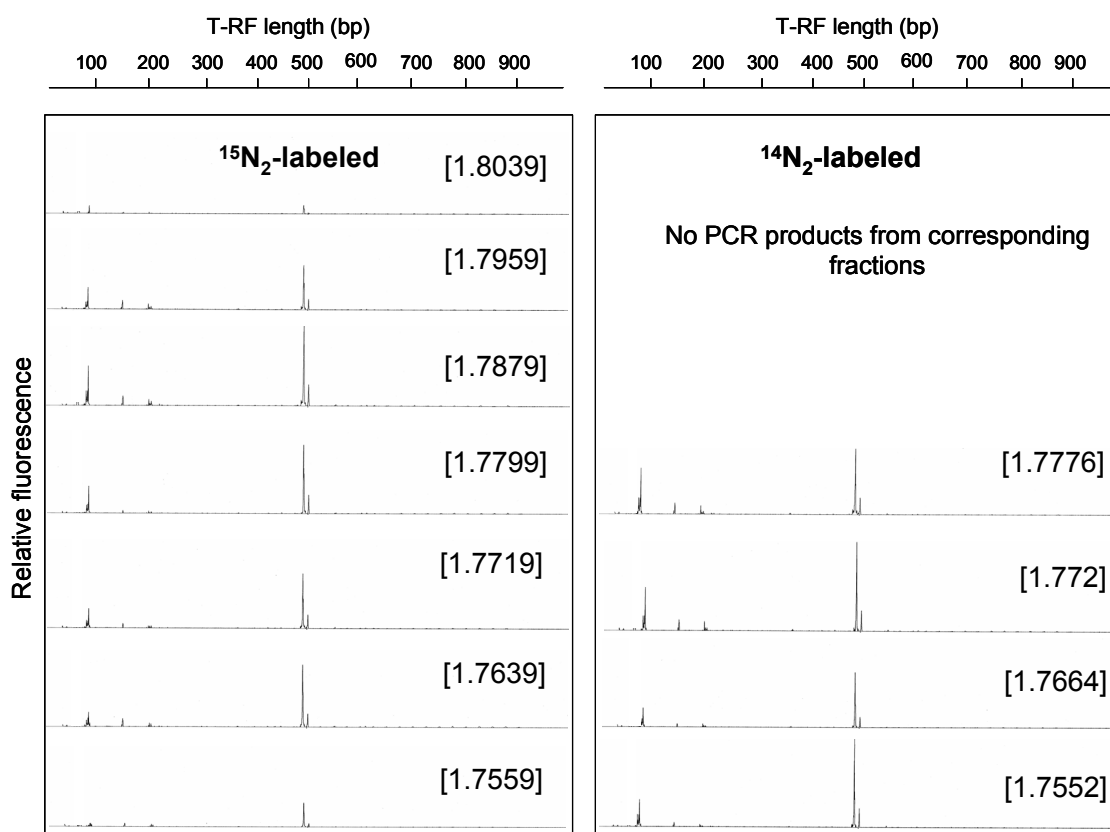 T-RF length (bp)
100 200 300 400 500 600 700 800 900
T-RF length (bp)
100 200 300 400 500 600 700 800 900
Relative fluorescence
¹⁵N₂-labeled
[1.8039]
[1.7959]
[1.7879]
[1.7799]
[1.7719]
[1.7639]
[1.7559]
¹⁴N₂-labeled
No PCR products from corresponding
fractions
[1.7776]
[1.772]
[1.7664]
[1.7552]